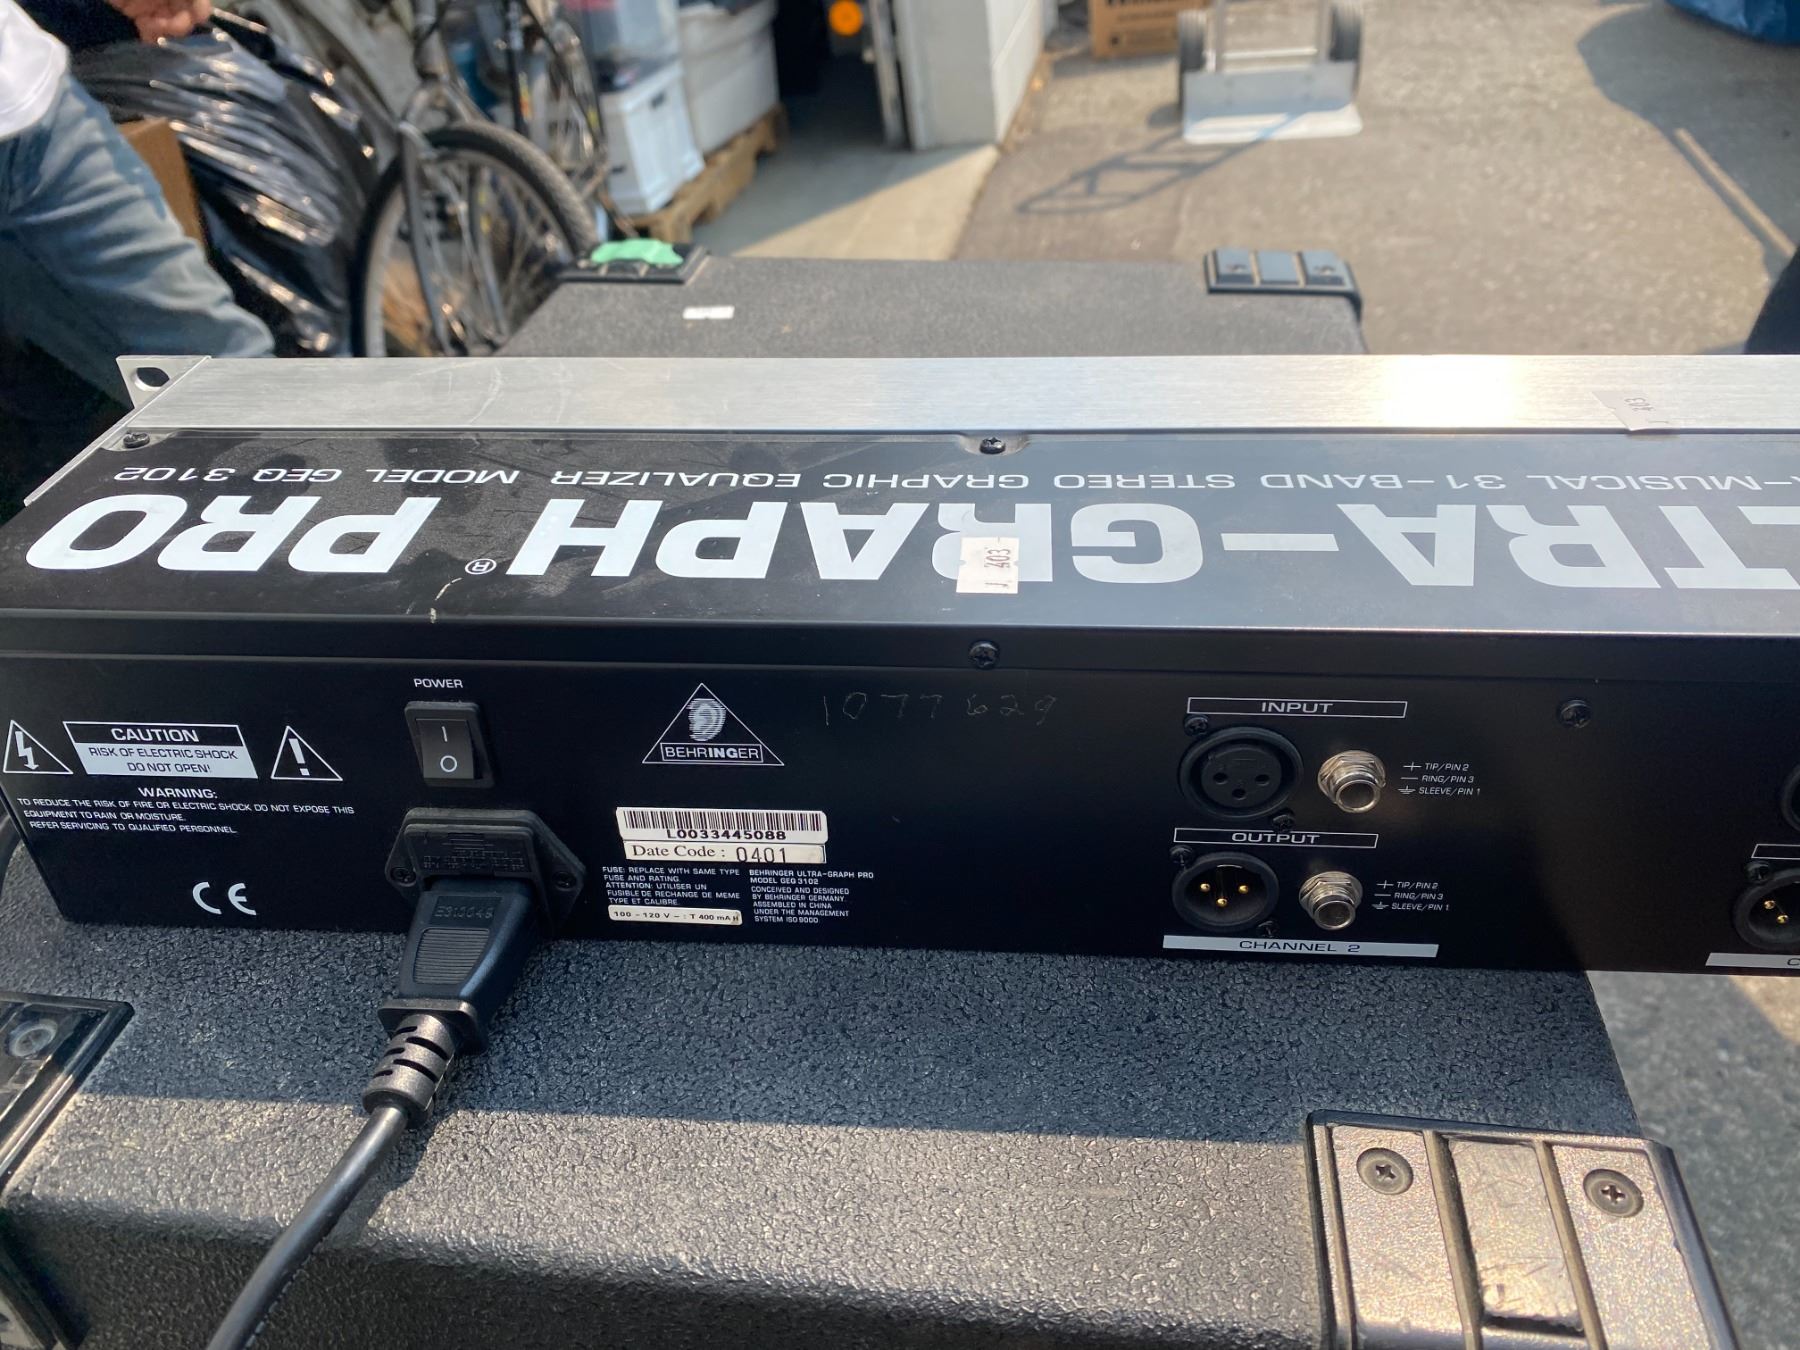 -MUSICAL 31-BAND STEREO GRAPHIC EQUALIZER MODEL GEQ 3102
LTRA-GRAPH® PRO
403
403
POWER
I
O
CAUTION
RISK OF ELECTRIC SHOCK
DO NOT OPEN!
WARNING:
TO REDUCE THE RISK OF FIRE OR ELECTRIC SHOCK DO NOT EXPOSE THIS
EQUIPMENT TO RAIN OR MOISTURE.
REFER SERVICING TO QUALIFIED PERSONNEL.
CE
BEHRINGER
1077629
L0033445088
Date Code : 0401
FUSE: REPLACE WITH SAME TYPE
FUSE AND RATING.
ATTENTION: UTILISER UN
FUSIBLE DE RECHANGE DE MEME
TYPE ET CALIBRE.
100 - 120 V ~ : T 400 mA H
BEHRINGER ULTRA-GRAPH PRO
MODEL GEQ 3102
CONCEIVED AND DESIGNED
BY BEHRINGER GERMANY.
ASSEMBLED IN CHINA
UNDER THE MANAGEMENT
SYSTEM ISO 9000.
INPUT
TIP/PIN 2
RING/PIN 3
SLEEVE/PIN 1
OUTPUT
TIP/PIN 2
RING/PIN 3
SLEEVE/PIN 1
CHANNEL 2
C